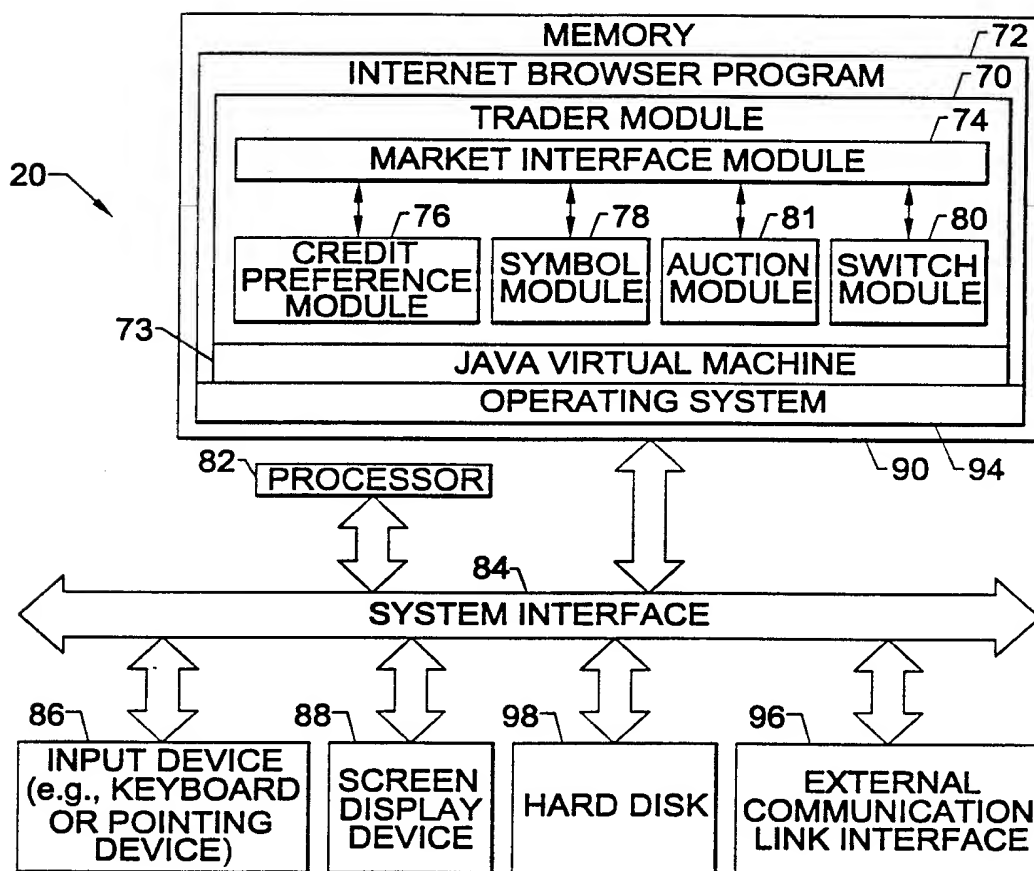 MEMORY
72
INTERNET BROWSER PROGRAM
70
TRADER MODULE
74
MARKET INTERFACE MODULE
20
76
78
81
80
CREDIT
PREFERENCE
MODULE
SYMBOL
MODULE
AUCTION
MODULE
SWITCH
MODULE
73
JAVA VIRTUAL MACHINE
OPERATING SYSTEM
82
PROCESSOR
90
94
84
SYSTEM INTERFACE
86
88
98
96
INPUT DEVICE
(e.g., KEYBOARD
OR POINTING
DEVICE)
SCREEN
DISPLAY
DEVICE
HARD DISK
EXTERNAL
COMMUNICATION
LINK INTERFACE